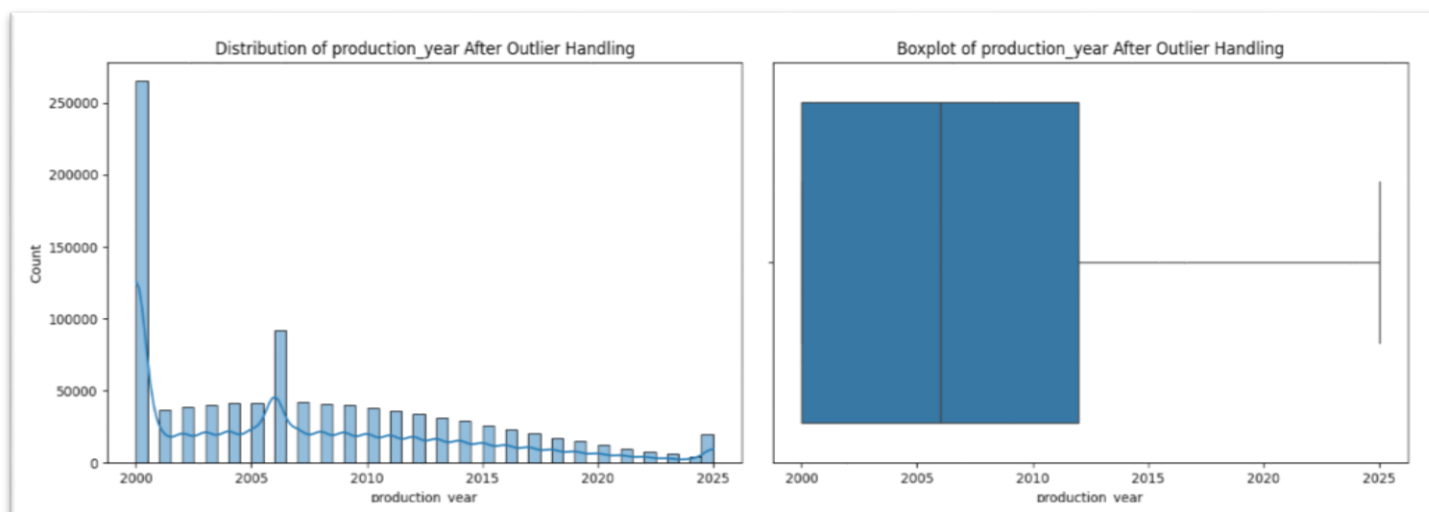 Distribution of production_year After Outlier Handling
Count
250000
200000
150000
100000
50000
0
2000 2005 2010 2015 2020 2025
production_year
Boxplot of production_year After Outlier Handling
2000 2005 2010 2015 2020 2025
production_year